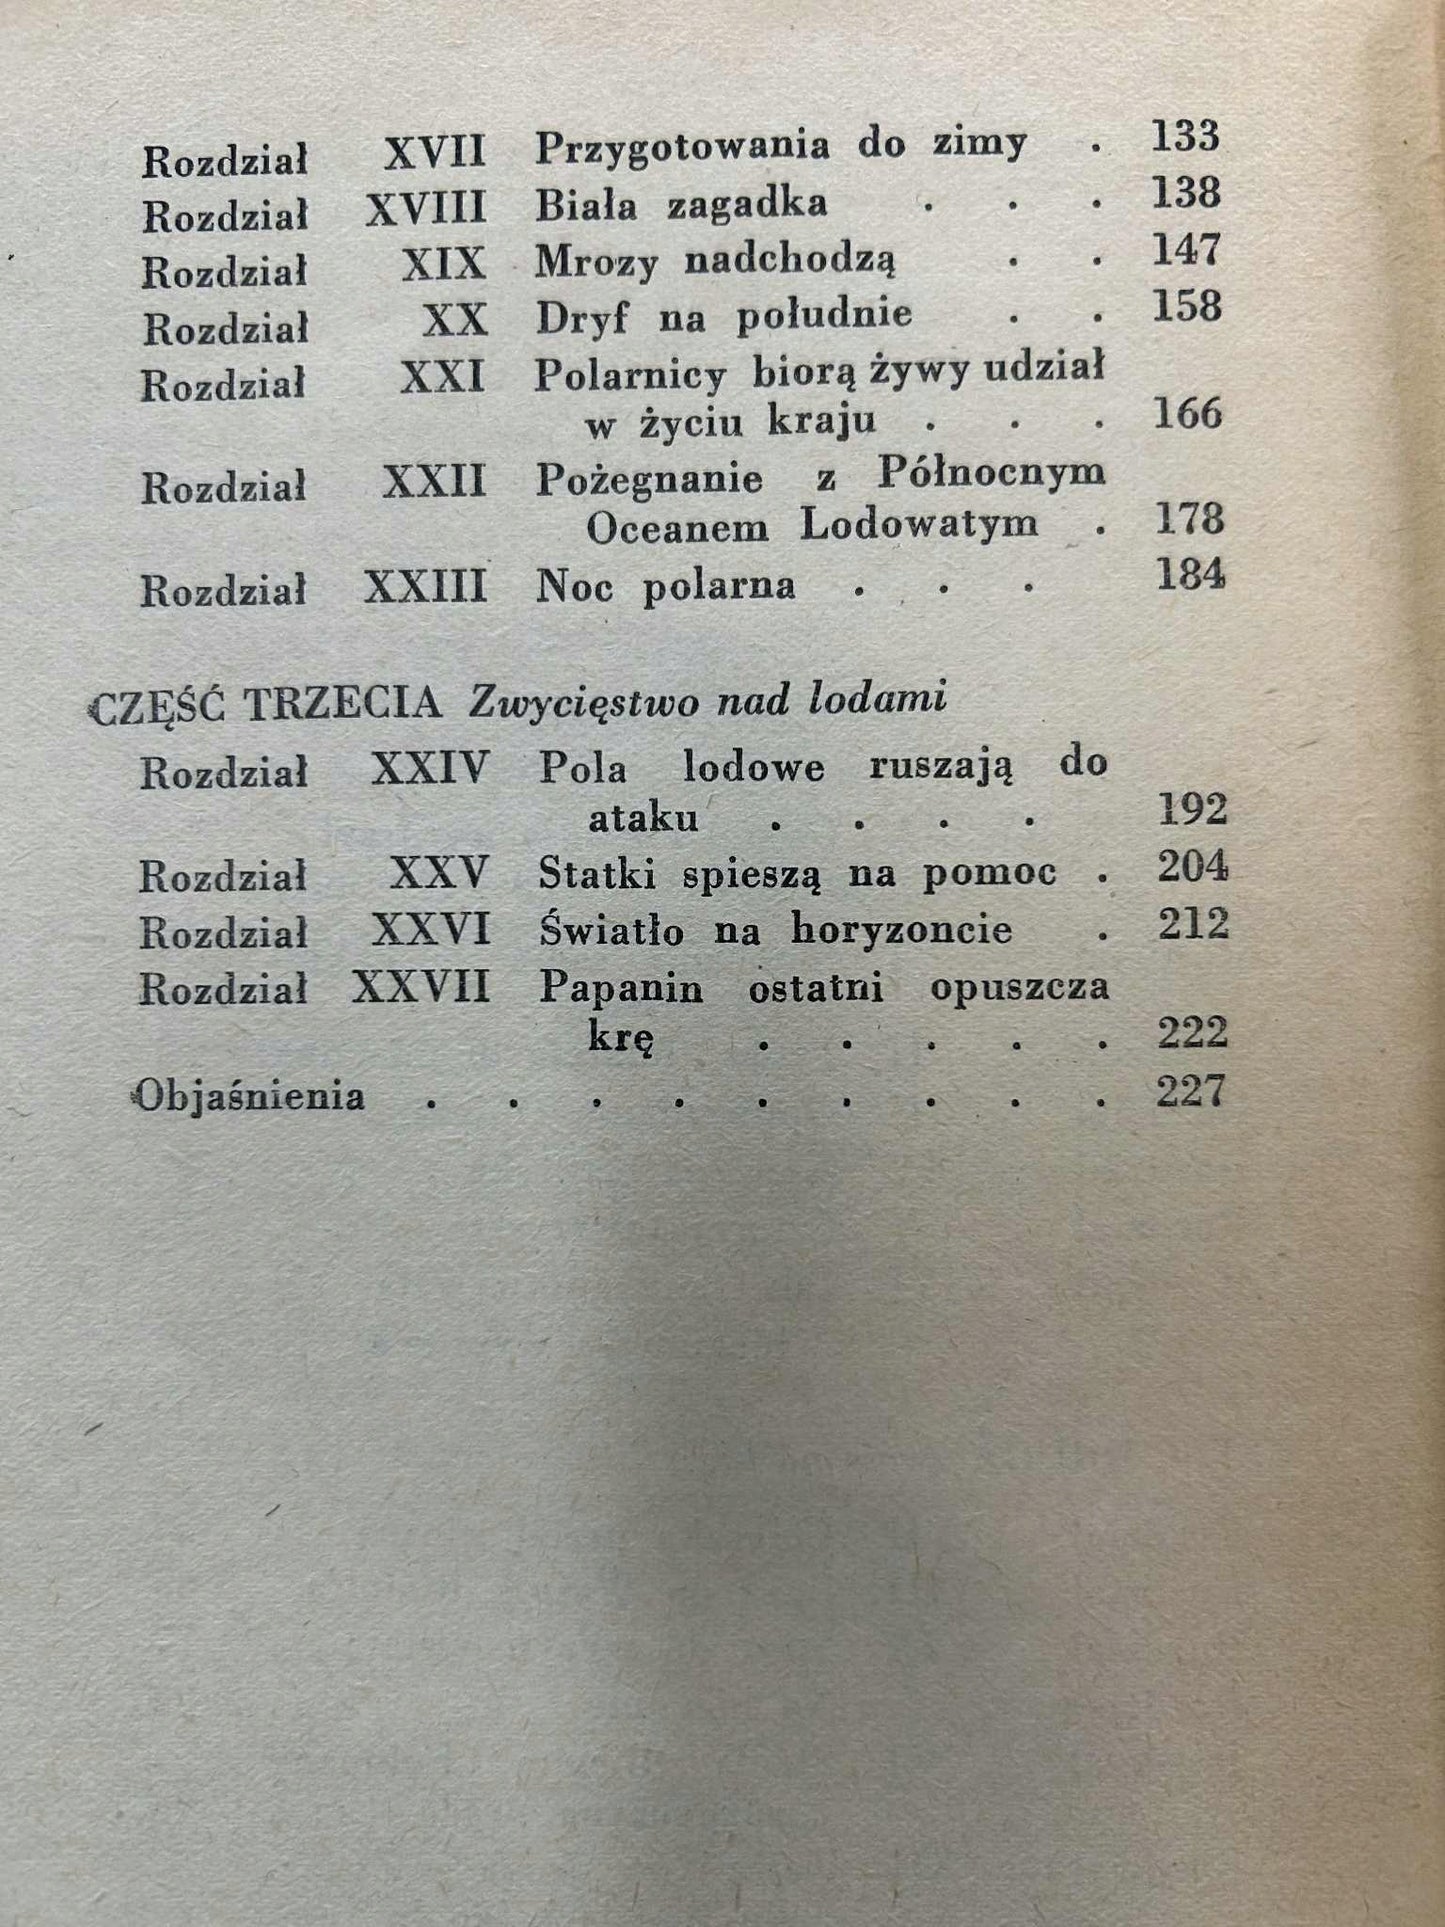 Rozdział XVII Przygotowania do zimy . 133
Rozdział XVIII Biała zagadka . . . 138
Rozdział XIX Mrozy nadchodzą . . 147
Rozdział XX Dryf na południe . . 158
Rozdział XXI Polarnicy biorą żywy udział
w życiu kraju . . . 166
Rozdział XXII Pożegnanie z Północnym
Oceanem Lodowatym . 178
Rozdział XXIII Noc polarna . . . 184
CZĘŚĆ TRZECIA Zwycięstwo nad lodami
Rozdział XXIV Pola lodowe ruszają do
ataku . . . . 192
Rozdział XXV Statki spieszą na pomoc . 204
Rozdział XXVI Światło na horyzoncie . 212
Rozdział XXVII Papanin ostatni opuszcza
krę . . . . . 222
Objaśnienia . . . . . . . . . 227